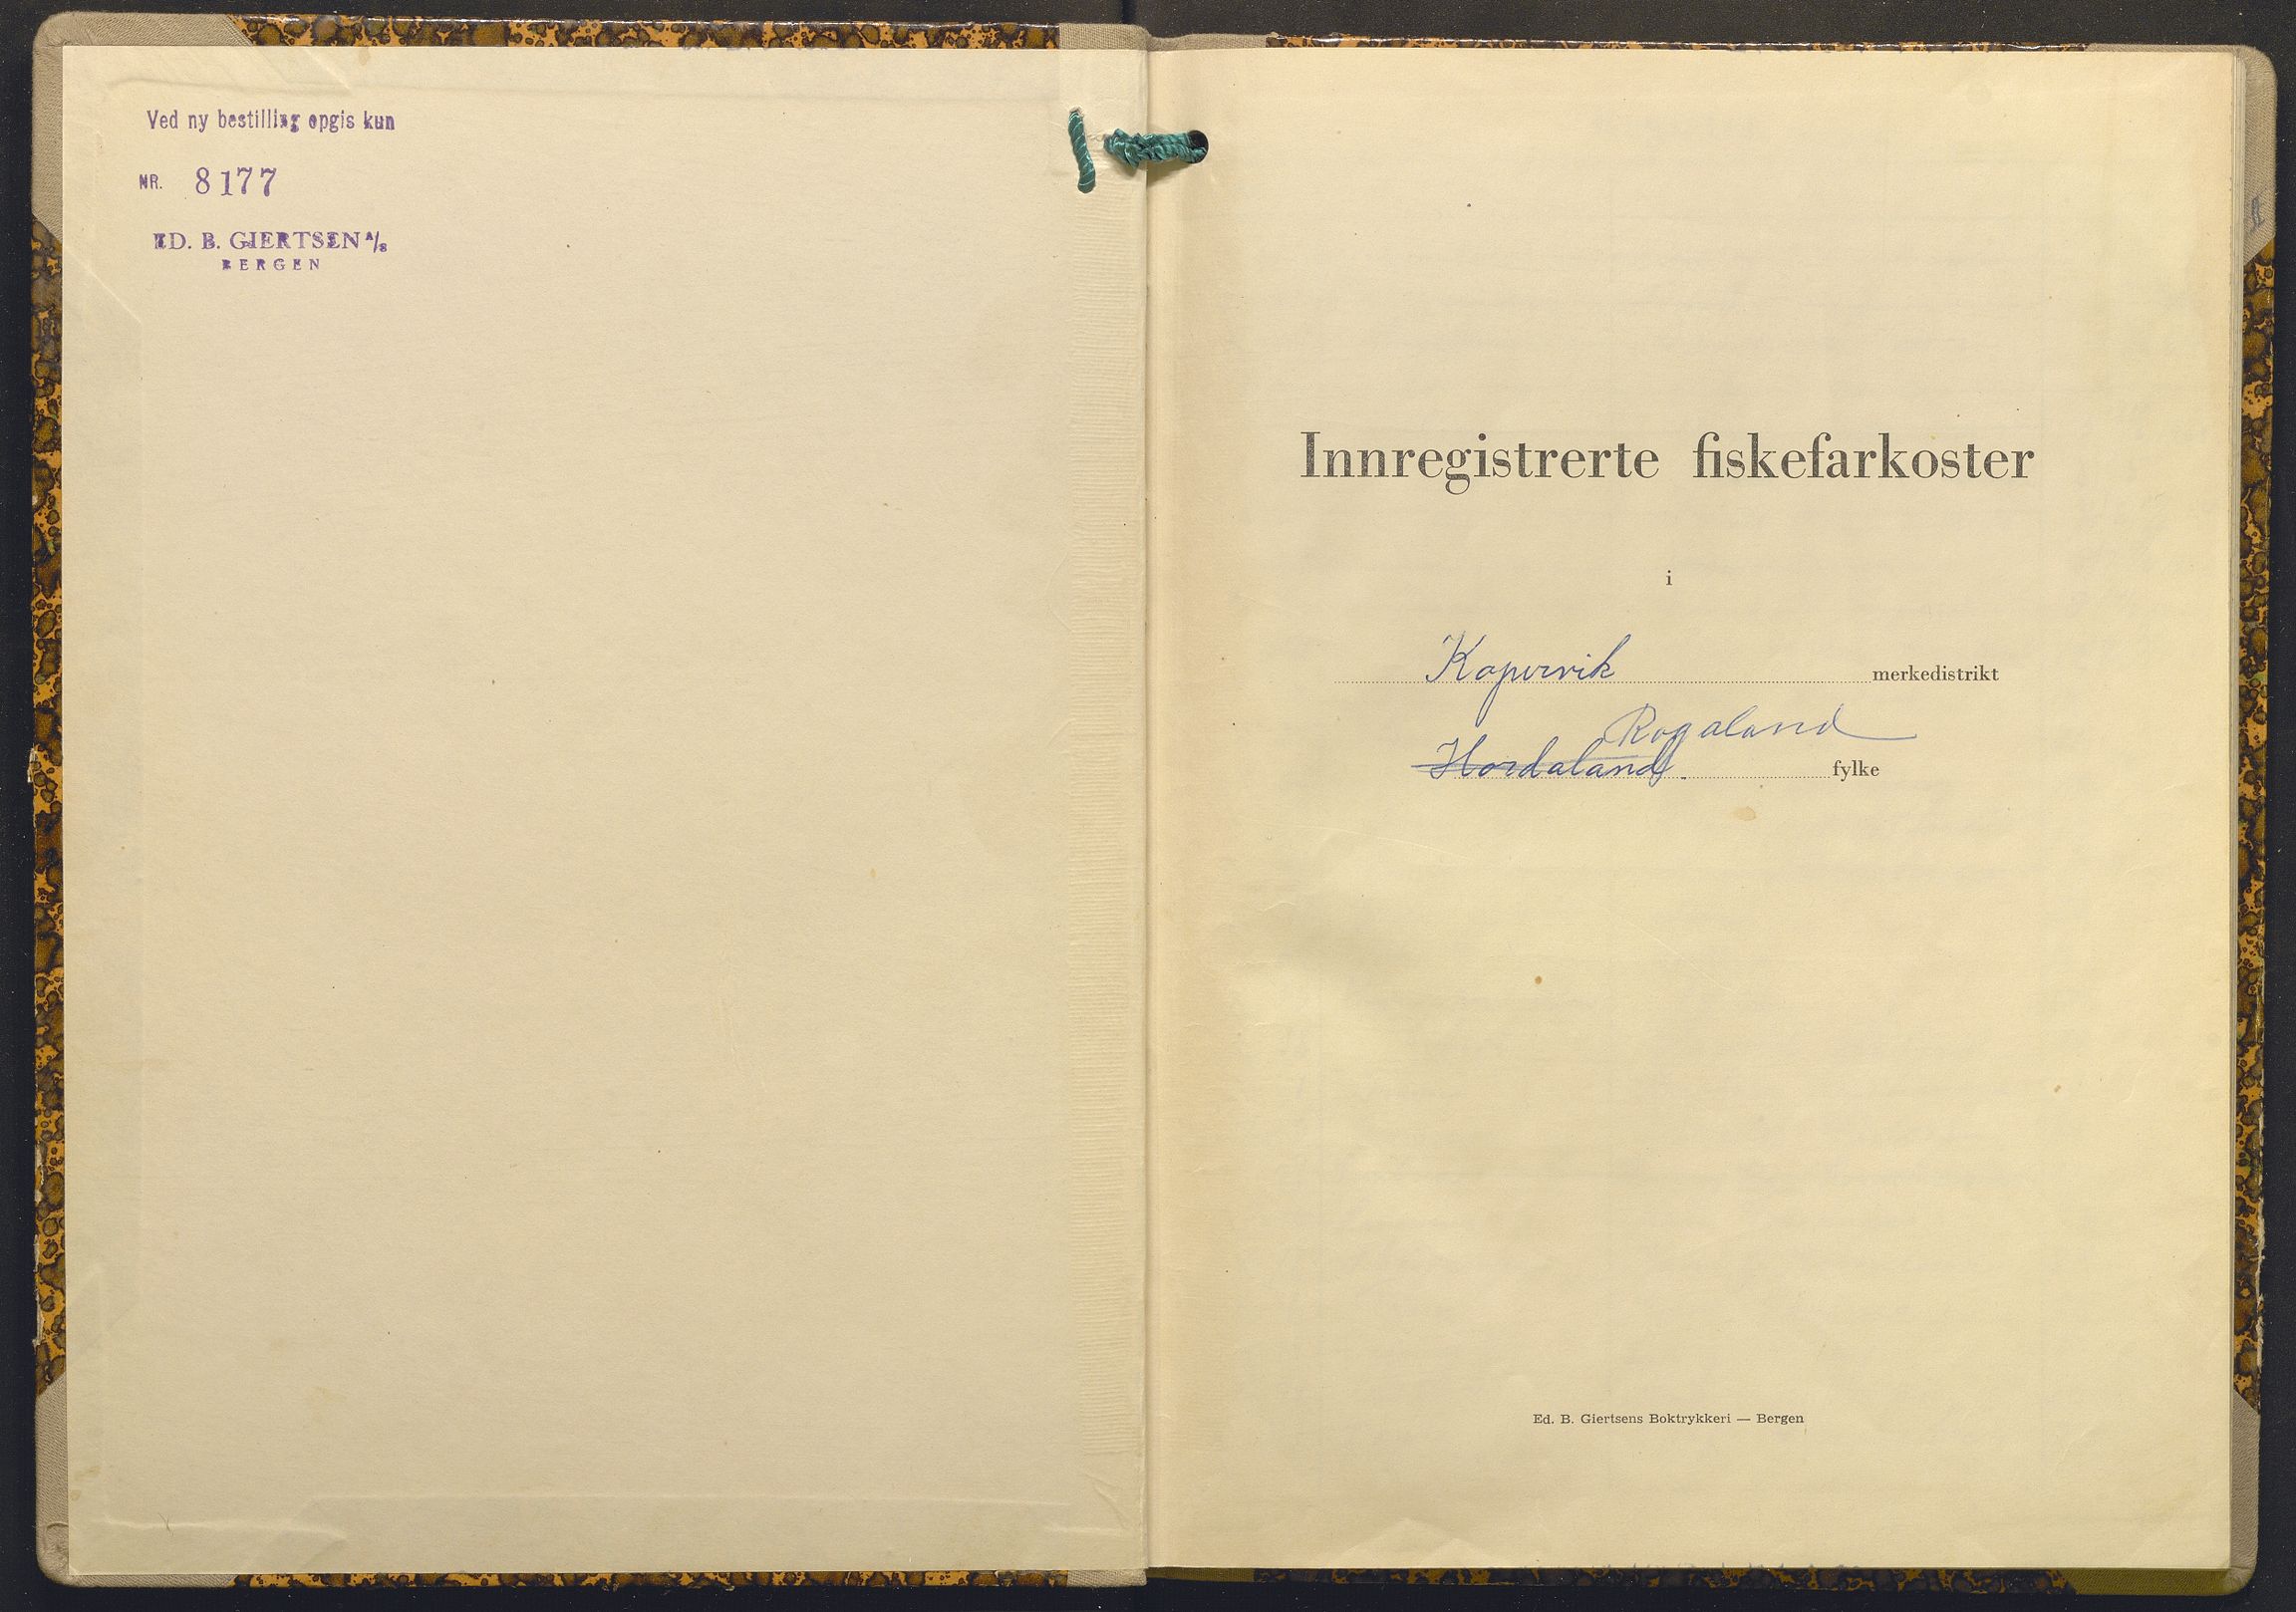 Ved ny bestilling opgis kun
NR. 8177
ED. B. GIERTSEN A/S
BERGEN
Innregistrerte fiskefarkoster
i
Kopervik merkedistrikt
Rogaland
Hordaland fylke
Ed. B. Giertsens Boktrykkeri — Bergen